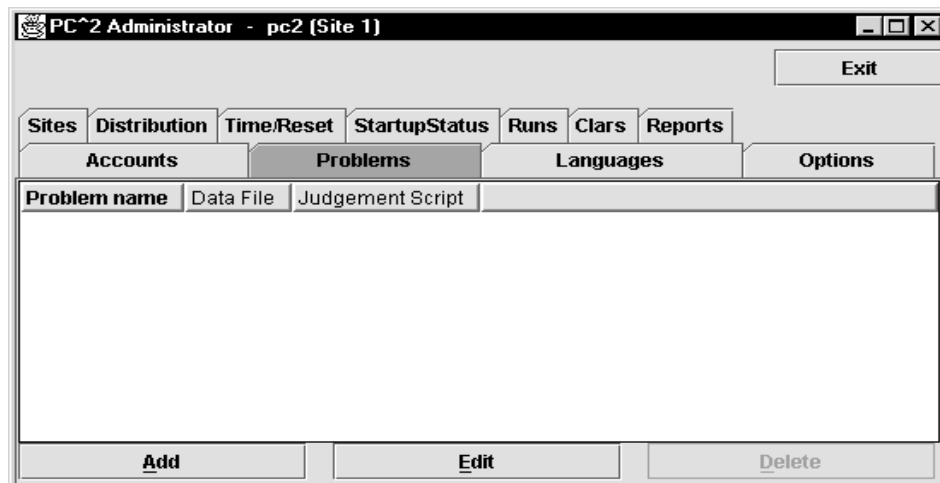 PC^2 Administrator - pc2 (Site 1)
Exit
Sites Distribution Time/Reset StartupStatus Runs Clars Reports
Accounts Problems Languages Options
Problem name Data File Judgement Script
Add Edit Delete